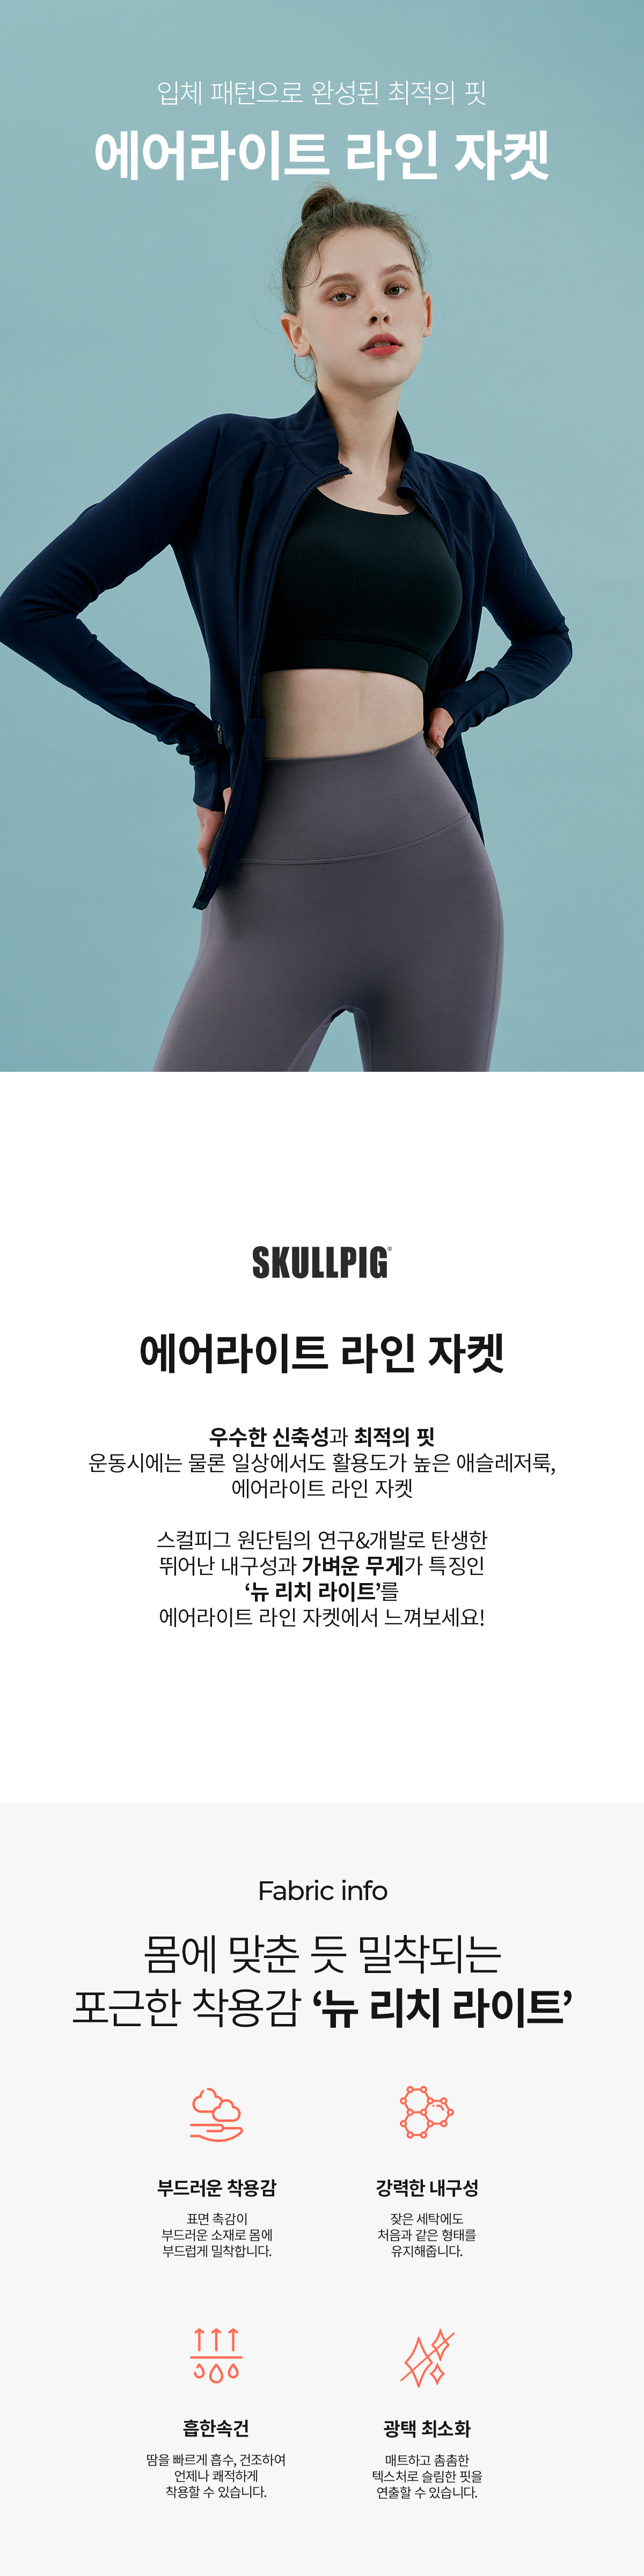 입체 패턴으로 완성된 최적의 핏
에어라이트 라인 자켓
SKULLPIG®
에어라이트 라인 자켓
우수한 신축성과 최적의 핏
운동시에는 물론 일상에서도 활용도가 높은 애슬레저룩,
에어라이트 라인 자켓
스컬피그 원단팀의 연구&개발로 탄생한
뛰어난 내구성과 가벼운 무게가 특징인
‘뉴 리치 라이트’를
에어라이트 라인 자켓에서 느껴보세요!
Fabric info
몸에 맞춘 듯 밀착되는
포근한 착용감 ‘뉴 리치 라이트’
부드러운 착용감
표면 촉감이
부드러운 소재로 몸에
부드럽게 밀착합니다.
강력한 내구성
잦은 세탁에도
처음과 같은 형태를
유지해줍니다.
흡한속건
땀을 빠르게 흡수, 건조하여
언제나 쾌적하게
착용할 수 있습니다.
광택 최소화
매트하고 촘촘한
텍스처로 슬림한 핏을
연출할 수 있습니다.